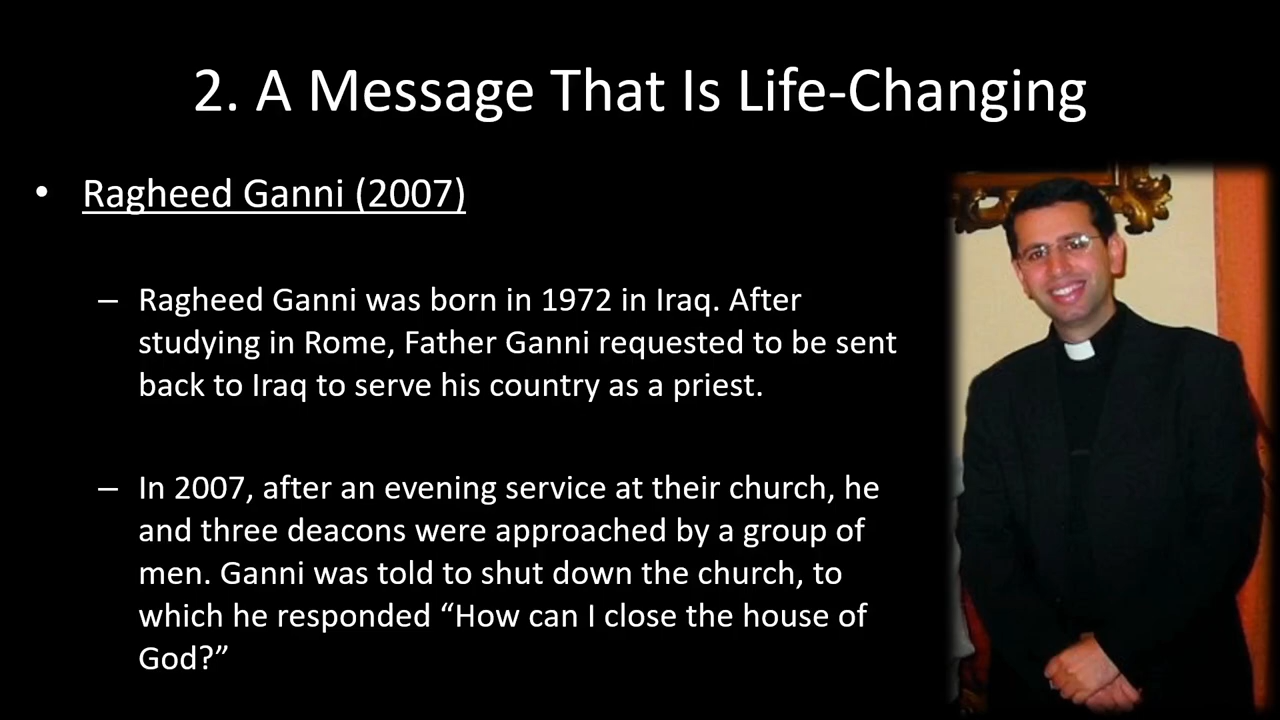 2. A Message That Is Life-Changing
• Ragheed Ganni (2007)
– Ragheed Ganni was born in 1972 in Iraq. After
studying in Rome, Father Ganni requested to be sent
back to Iraq to serve his country as a priest.
– In 2007, after an evening service at their church, he
and three deacons were approached by a group of
men. Ganni was told to shut down the church, to
which he responded “How can I close the house of
God?”